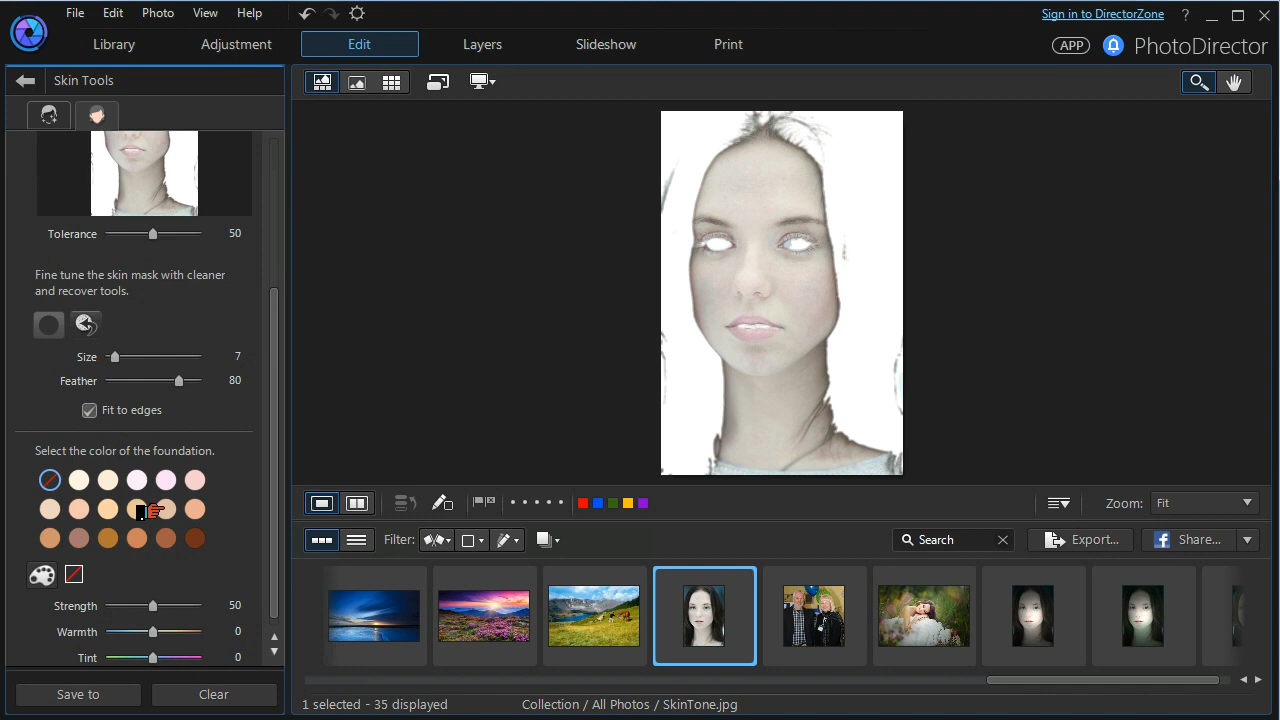 File Edit Photo View Help
Sign in to DirectorZone ?
Library Adjustment Edit Layers Slideshow Print
APP PhotoDirector
Skin Tools
Tolerance 50
Fine tune the skin mask with cleaner
and recover tools.
Size 7
Feather 80
Fit to edges
Select the color of the foundation.
Strength 50
Warmth 0
Tint 0
Save to Clear
Zoom: Fit
Filter: Search Export... Share...
1 selected - 35 displayed Collection / All Photos / SkinTone.jpg